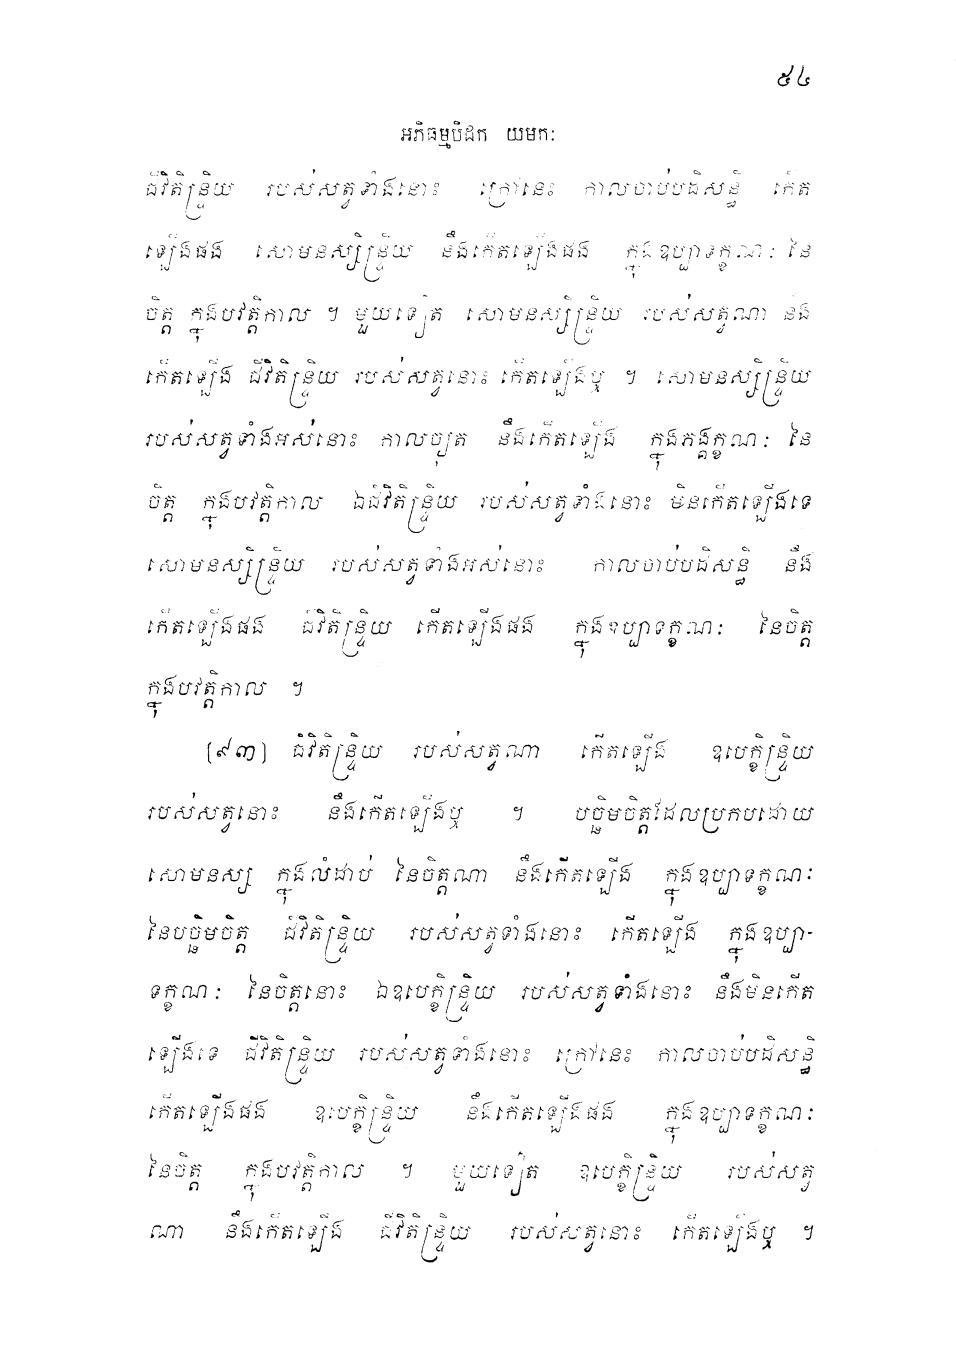 ៥៤
អភិធម្មបិដក យមកៈ
ជីវិតិន្ទ្រិយ របស់សត្វទាំងនោះ ក្រៅនេះ កាលចាប់បដិសន្ធិ កើត
ឡើងផង សោមនស្សិន្ទ្រិយ នឹងកើតឡើងផង ក្នុងឧប្បាទក្ខណៈ នៃ
ចិត្ត ក្នុងបវត្តិកាល ។ មួយទៀត សោមនស្សិន្ទ្រិយ របស់សត្វណា នឹង
កើតឡើង ជីវិតិន្ទ្រិយ របស់សត្វនោះ កើតឡើងឬ ។ សោមនស្សិន្ទ្រិយ
របស់សត្វទាំងអស់នោះ កាលច្យុត នឹងកើតឡើង ក្នុងភង្គក្ខណៈ នៃ
ចិត្ត ក្នុងបវត្តិកាល ឯជីវិតិន្ទ្រិយ របស់សត្វទាំងនោះ មិនកើតឡើងទេ
សោមនស្សិន្ទ្រិយ របស់សត្វទាំងអស់នោះ កាលចាប់បដិសន្ធិ នឹង
កើតឡើងផង ជីវិតិន្ទ្រិយ កើតឡើងផង ក្នុងឧប្បាទក្ខណៈ នៃចិត្ត
ក្នុងបវត្តិកាល ។
(៩៣) ជីវិតិន្ទ្រិយ របស់សត្វណា កើតឡើង ឧបេក្ខិន្ទ្រិយ
របស់សត្វនោះ នឹងកើតឡើងឬ ។ បច្ឆិមចិត្តដែលប្រកបដោយ
សោមនស្ស ក្នុងលំដាប់ នៃចិត្តណា នឹងកើតឡើង ក្នុងឧប្បាទក្ខណៈ
នៃបច្ឆិមចិត្ត ជីវិតិន្ទ្រិយ របស់សត្វទាំងនោះ កើតឡើង ក្នុងឧប្បា-
ទក្ខណៈ នៃចិត្តនោះ ឯឧបេក្ខិន្ទ្រិយ របស់សត្វទាំងនោះ នឹងមិនកើត
ឡើងទេ ជីវិតិន្ទ្រិយ របស់សត្វទាំងនោះ ក្រៅនេះ កាលចាប់បដិសន្ធិ
កើតឡើងផង ឧបេក្ខិន្ទ្រិយ នឹងកើតឡើងផង ក្នុងឧប្បាទក្ខណៈ
នៃចិត្ត ក្នុងបវត្តិកាល ។ មួយទៀត ឧបេក្ខិន្ទ្រិយ របស់សត្វ
ណា នឹងកើតឡើង ជីវិតិន្ទ្រិយ របស់សត្វនោះ កើតឡើងឬ ។